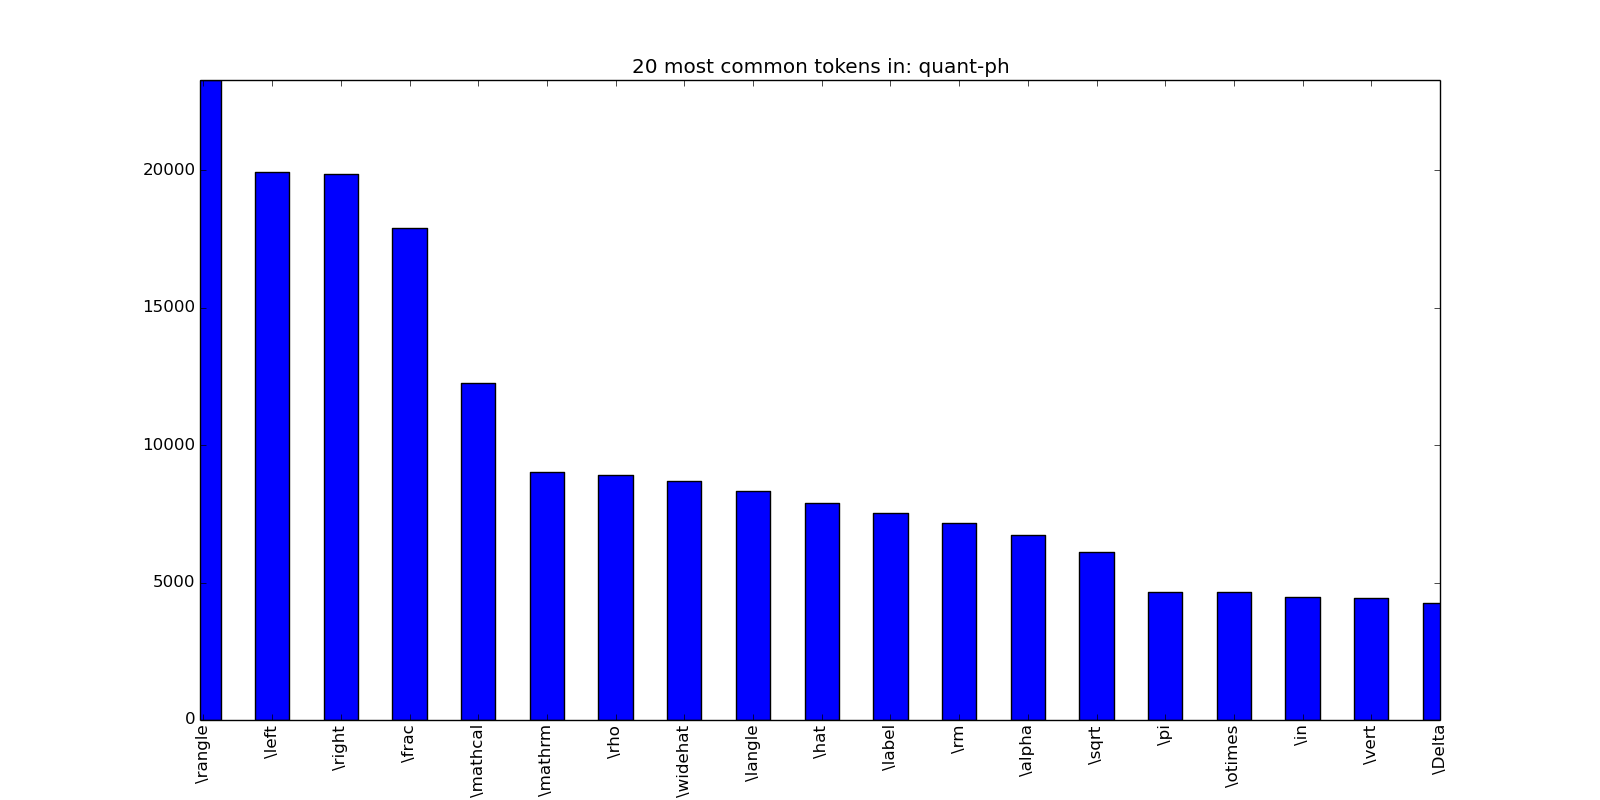 20 most common tokens in: quant-ph
20000
15000
10000
5000
0
\rangle
\left
\right
\frac
\mathcal
\mathrm
\rho
\widehat
\langle
\hat
\label
\rm
\alpha
\sqrt
\pi
\otimes
\in
\vert
\Delta